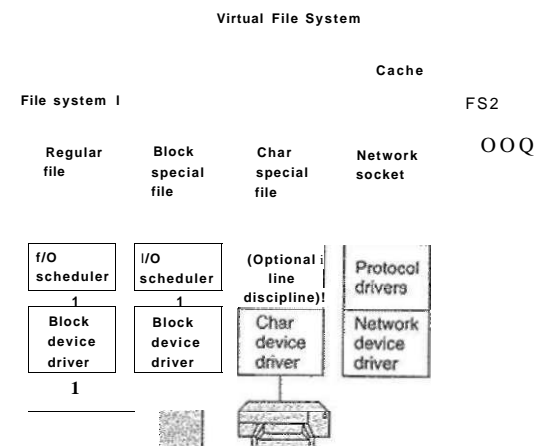 Virtual File System
Cache
File system I
FS2
OOQ
Regular
file
Block
special
file
Char
special
file
Network
socket
f/O
scheduler
1
I/O
scheduler
1
(Optional i
line
discipline)!
Protocol
drivers
Block
device
driver
1
Block
device
driver
Char
device
driver
Network
device
driver